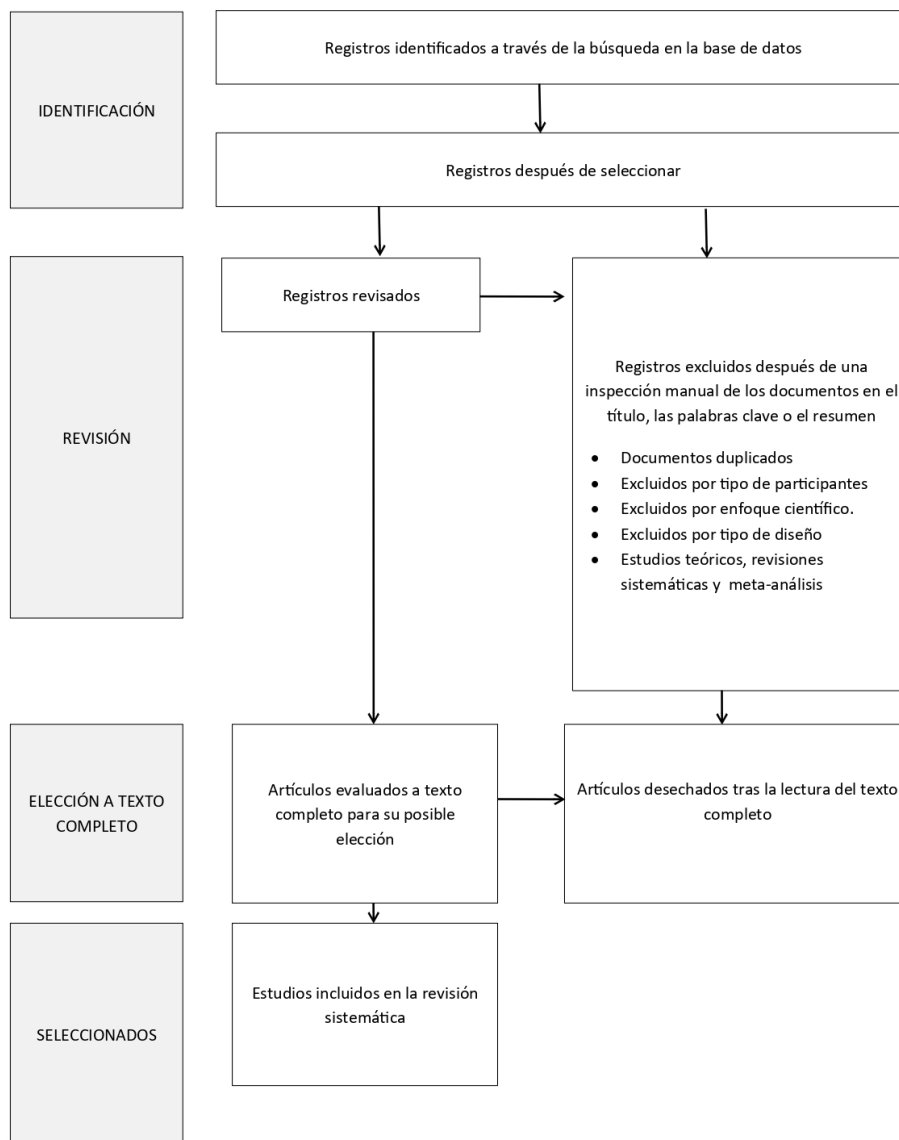 Registros identificados a través de la búsqueda en la base de datos
IDENTIFICACIÓN
Registros después de seleccionar
Registros revisados
REVISIÓN
Registros excluidos después de una
inspección manual de los documentos en el
título, las palabras clave o el resumen
• Documentos duplicados
• Excluidos por tipo de participantes
• Excluidos por enfoque científico.
• Excluidos por tipo de diseño
• Estudios teóricos, revisiones
sistemáticas y meta-análisis
ELECCIÓN A TEXTO
COMPLETO
Artículos evaluados a texto
completo para su posible
elección
Artículos desechados tras la lectura del texto
completo
SELECCIONADOS
Estudios incluidos en la revisión
sistemática